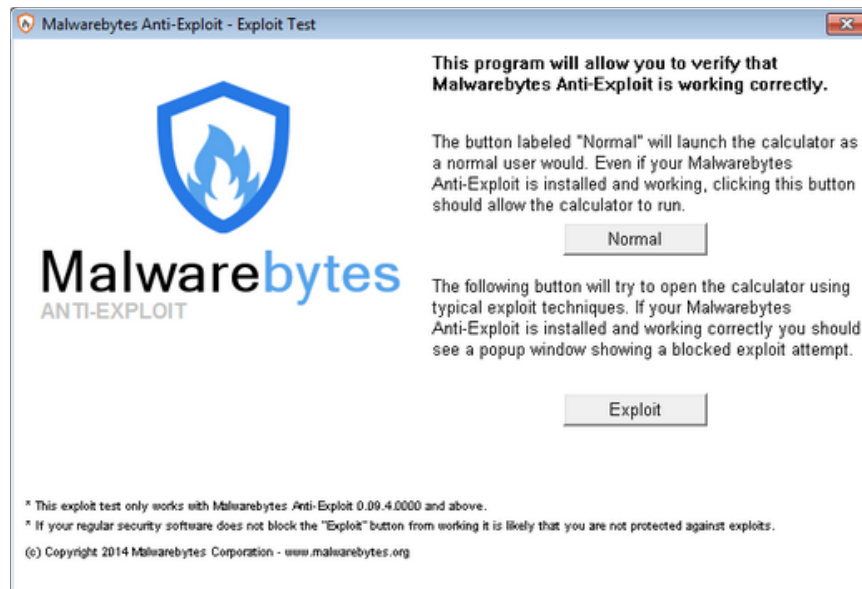 Malwarebytes Anti-Exploit - Exploit Test
This program will allow you to verify that
Malwarebytes Anti-Exploit is working correctly.
The button labeled "Normal" will launch the calculator as
a normal user would. Even if your Malwarebytes
Anti-Exploit is installed and working, clicking this button
should allow the calculator to run.
Normal
Malwarebytes
ANTI-EXPLOIT
The following button will try to open the calculator using
typical exploit techniques. If your Malwarebytes
Anti-Exploit is installed and working correctly you should
see a popup window showing a blocked exploit attempt.
Exploit
* This exploit test only works with Malwarebytes Anti-Exploit 0.09.4.0000 and above.
* If your regular security software does not block the "Exploit" button from working it is likely that you are not protected against exploits.
(c) Copyright 2014 Malwarebytes Corporation - www.malwarebytes.org